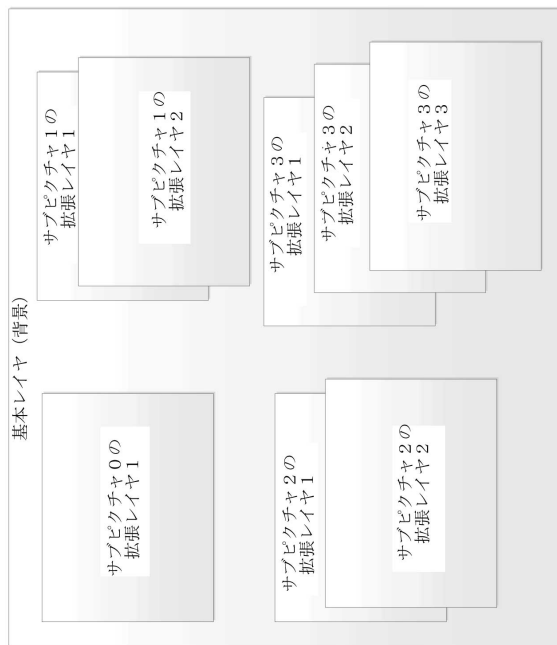 基本レイヤ (背景)
サブピクチャ0の
拡張レイヤ1
サブピクチャ1の
拡張レイヤ1
サブピクチャ1の
拡張レイヤ2
サブピクチャ2の
拡張レイヤ1
サブピクチャ2の
拡張レイヤ2
サブピクチャ3の
拡張レイヤ1
サブピクチャ3の
拡張レイヤ2
サブピクチャ3の
拡張レイヤ3